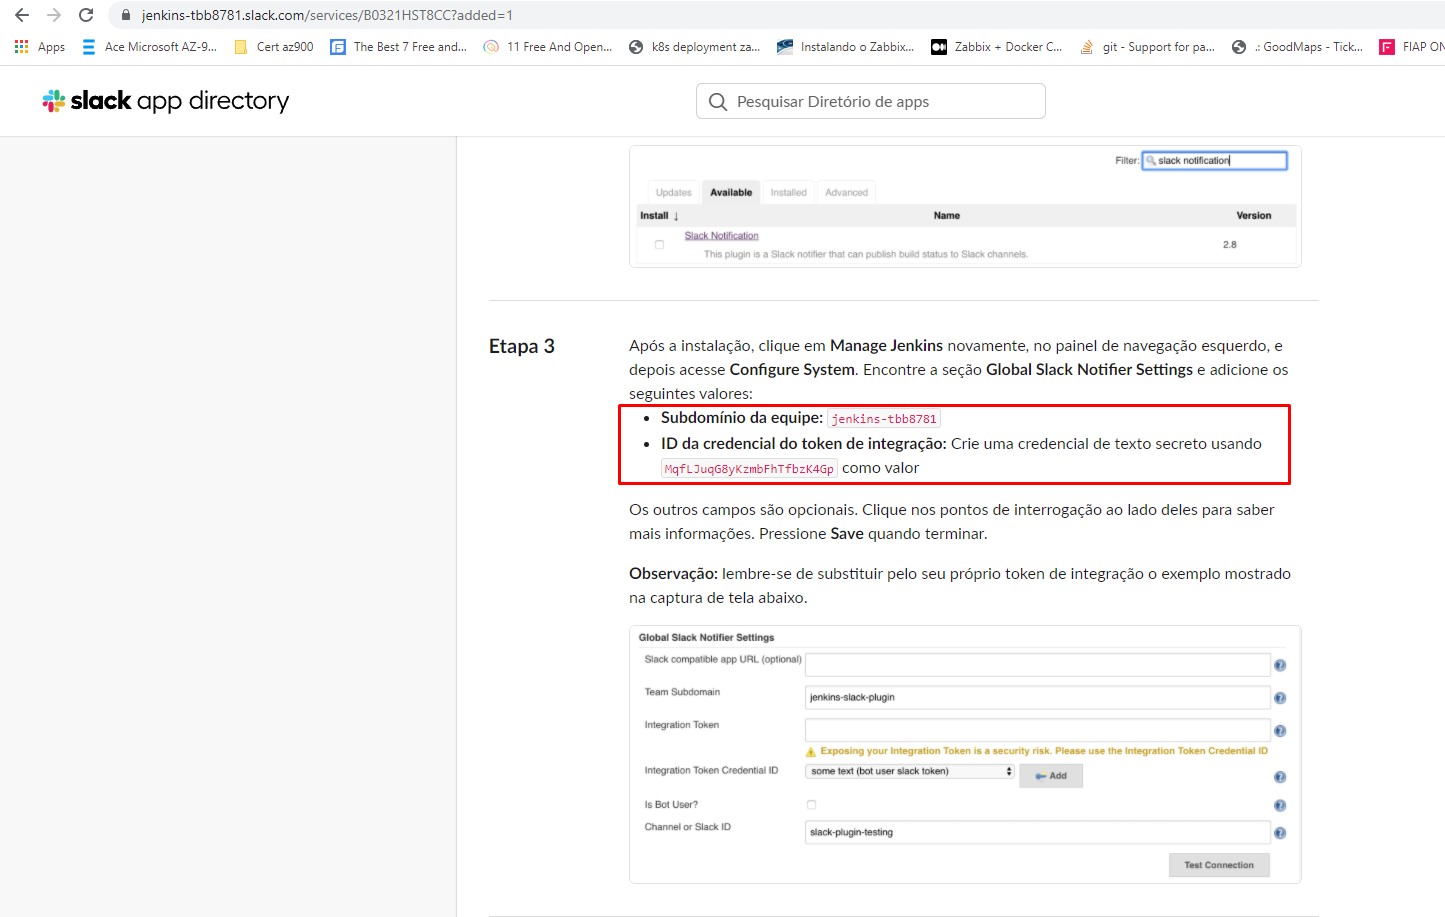 jenkins-tbb8781.slack.com/services/B0321HST8CC?added=1
Apps
Ace Microsoft AZ-9...
Cert az900
The Best 7 Free and...
11 Free And Open...
k8s deployment za...
Instalando o Zabbix...
Zabbix + Docker C...
git - Support for pa...
.: GoodMaps - Tick...
FIAP ON
slack app directory
Pesquisar Diretório de apps
Filter: slack notification
Updates Available Installed Advanced
Install ↓ Name Version
Slack Notification
2.8
This plugin is a Slack notifier that can publish build status to Slack channels.
Etapa 3
Após a instalação, clique em Manage Jenkins novamente, no painel de navegação esquerdo, e
depois acesse Configure System. Encontre a seção Global Slack Notifier Settings e adicione os
seguintes valores:
• Subdomínio da equipe: jenkins-tbb8781
• ID da credencial do token de integração: Crie uma credencial de texto secreto usando
MqfLJuqG8yKzmbFhTfbzK4Gp como valor
Os outros campos são opcionais. Clique nos pontos de interrogação ao lado deles para saber
mais informações. Pressione Save quando terminar.
Observação: lembre-se de substituir pelo seu próprio token de integração o exemplo mostrado
na captura de tela abaixo.
Global Slack Notifier Settings
Slack compatible app URL (optional)
Team Subdomain jenkins-slack-plugin
Integration Token
Exposing your Integration Token is a security risk. Please use the Integration Token Credential ID
Integration Token Credential ID some text (bot user slack token) Add
Is Bot User?
Channel or Slack ID slack-plugin-testing
Test Connection